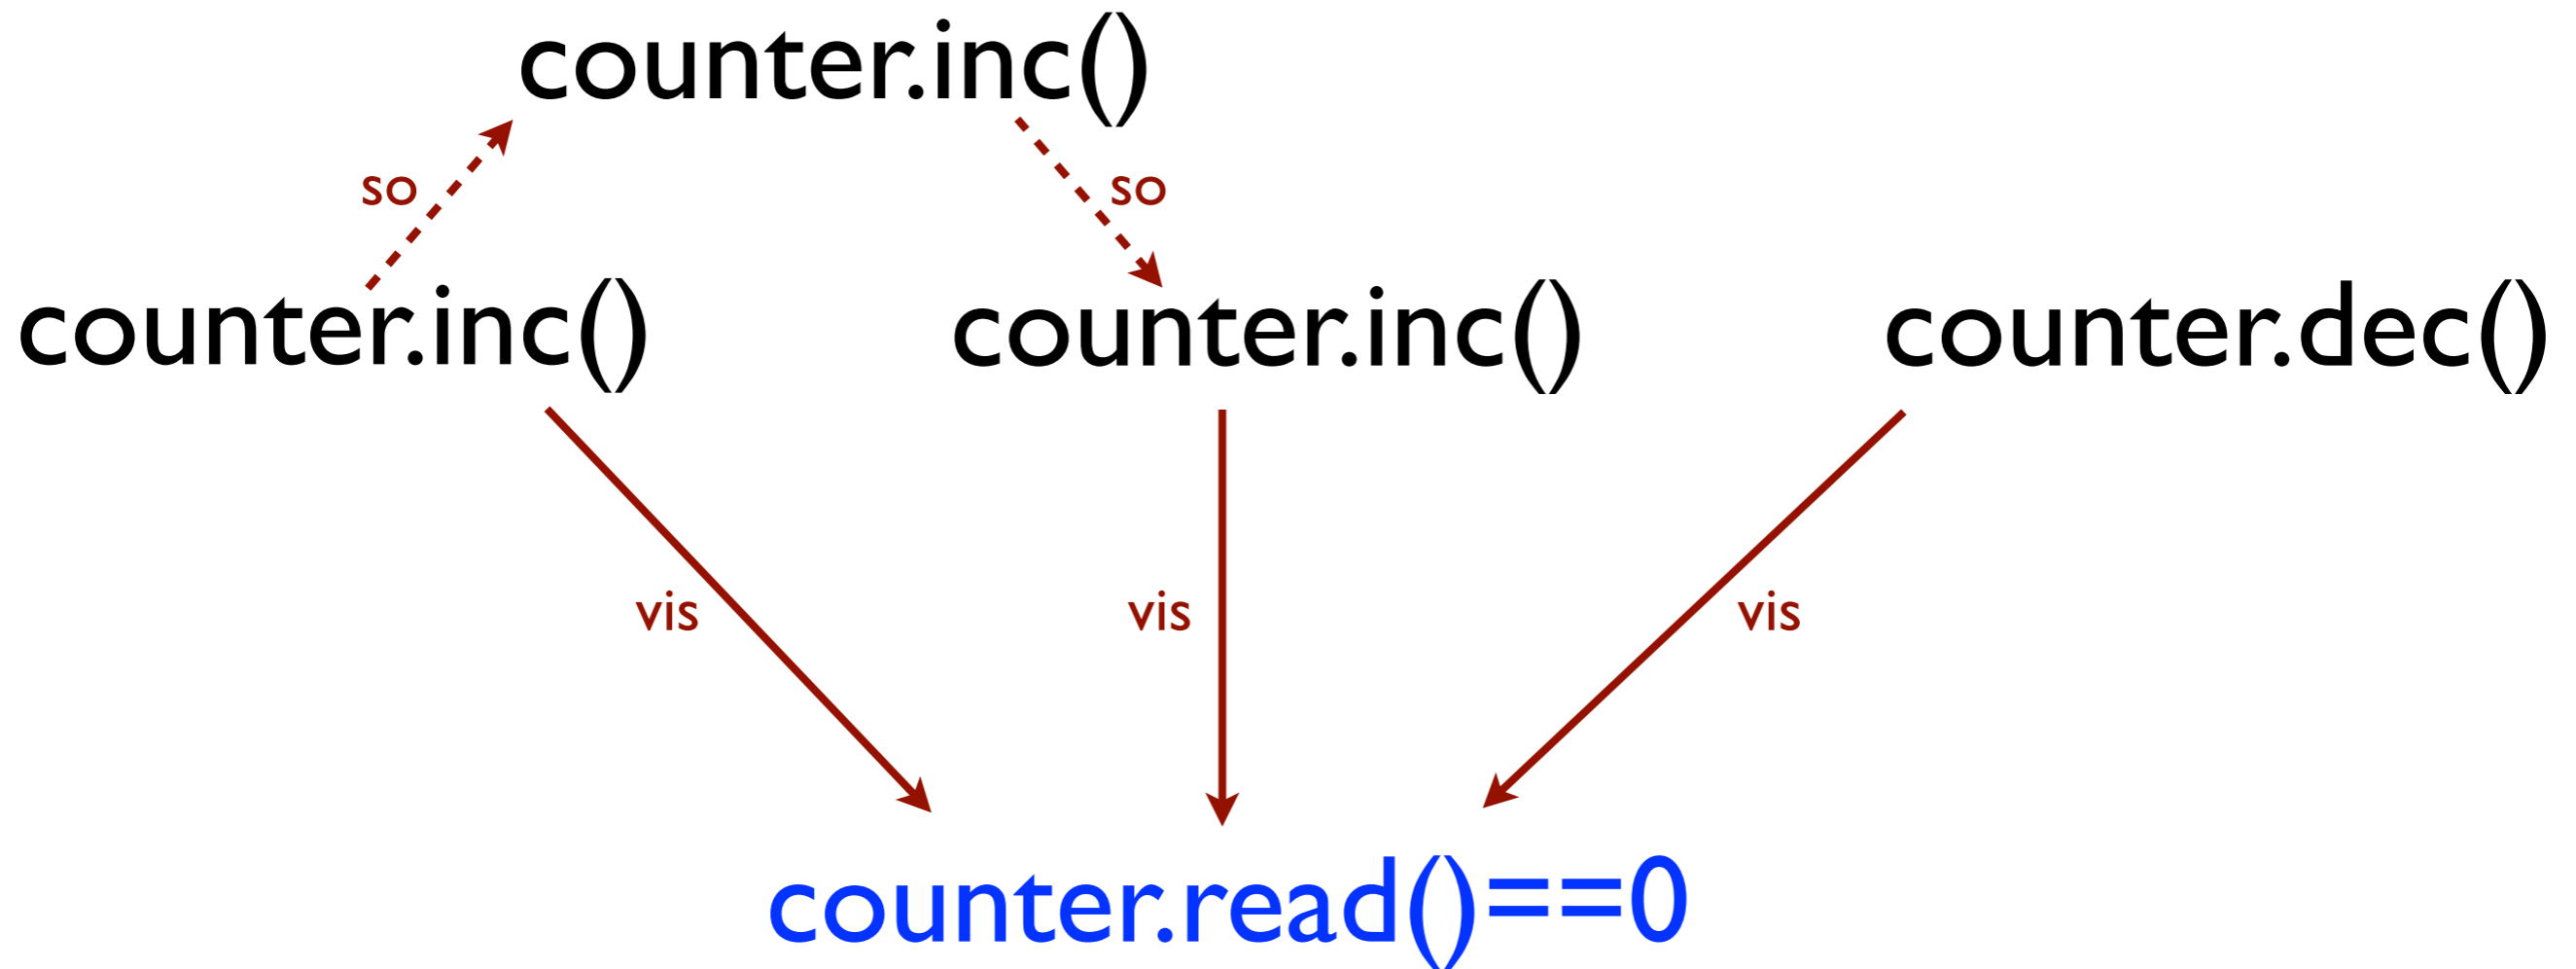 counter.inc()
so
so
counter.inc()
counter.inc()
counter.dec()
vis
vis
vis
counter.read()==0